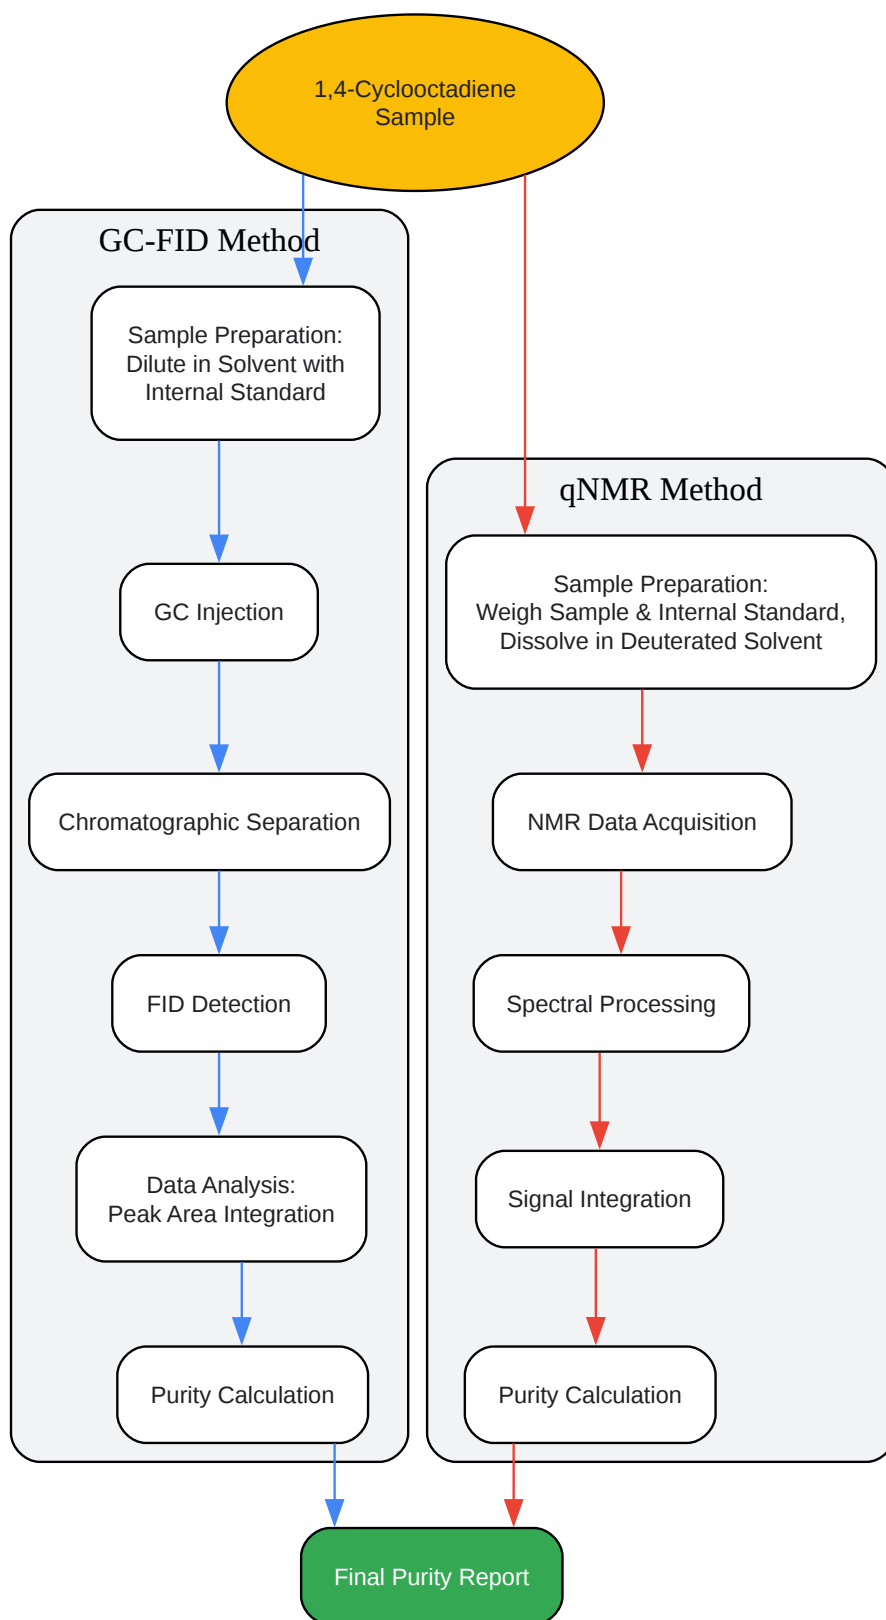 1,4-Cyclooctadiene
Sample
GC-FID Method
Sample Preparation:
Dilute in Solvent with
Internal Standard
GC Injection
Chromatographic Separation
FID Detection
Data Analysis:
Peak Area Integration
Purity Calculation
qNMR Method
Sample Preparation:
Weigh Sample & Internal Standard,
Dissolve in Deuterated Solvent
NMR Data Acquisition
Spectral Processing
Signal Integration
Purity Calculation
Final Purity Report